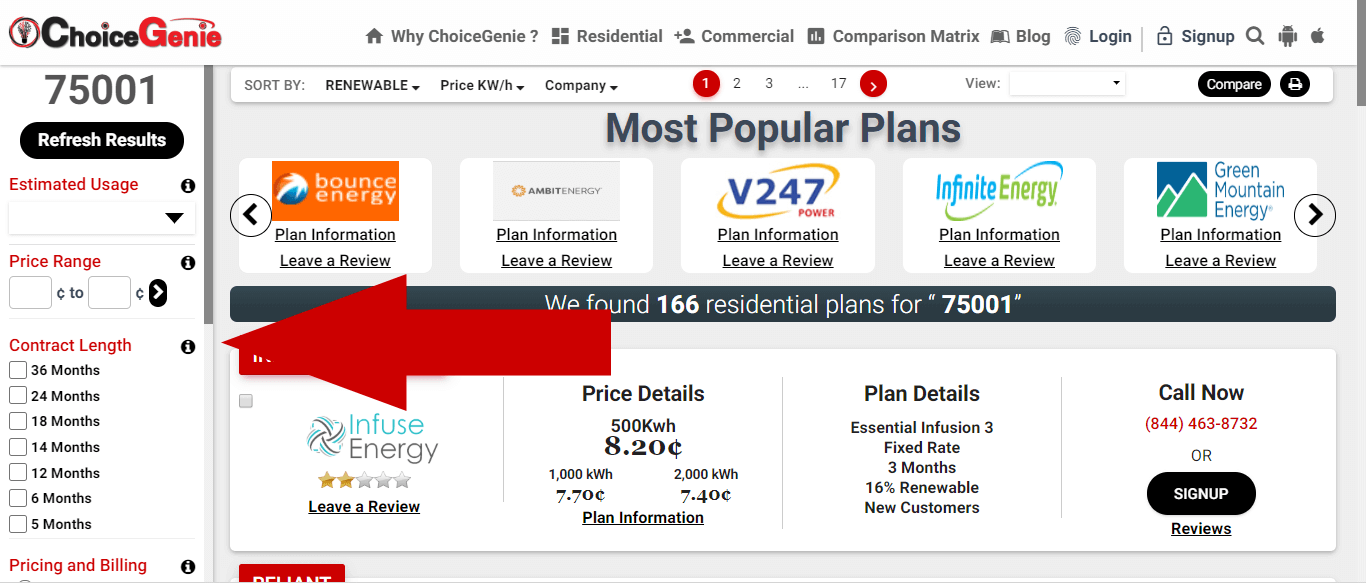 ChoiceGenie
Why ChoiceGenie ? Residential Commercial Comparison Matrix Blog Login Signup
75001
Refresh Results
Estimated Usage
Price Range
¢ to ¢
Contract Length
36 Months
24 Months
18 Months
14 Months
12 Months
6 Months
5 Months
Pricing and Billing
SORT BY: RENEWABLE Price KW/h Company 1 2 3 ... 17 View: Compare
Most Popular Plans
bounce energy
Plan Information
Leave a Review
AMBITENERGY
Plan Information
Leave a Review
V247 POWER
Plan Information
Leave a Review
Infinite Energy
Plan Information
Leave a Review
Green Mountain Energy®
Plan Information
Leave a Review
We found 166 residential plans for “ 75001”
Infuse Energy
Leave a Review
Price Details
500Kwh
8.20¢
1,000 kWh 2,000 kWh
7.70¢ 7.40¢
Plan Information
Plan Details
Essential Infusion 3
Fixed Rate
3 Months
16% Renewable
New Customers
Call Now
(844) 463-8732
OR
SIGNUP
Reviews
RELIANT